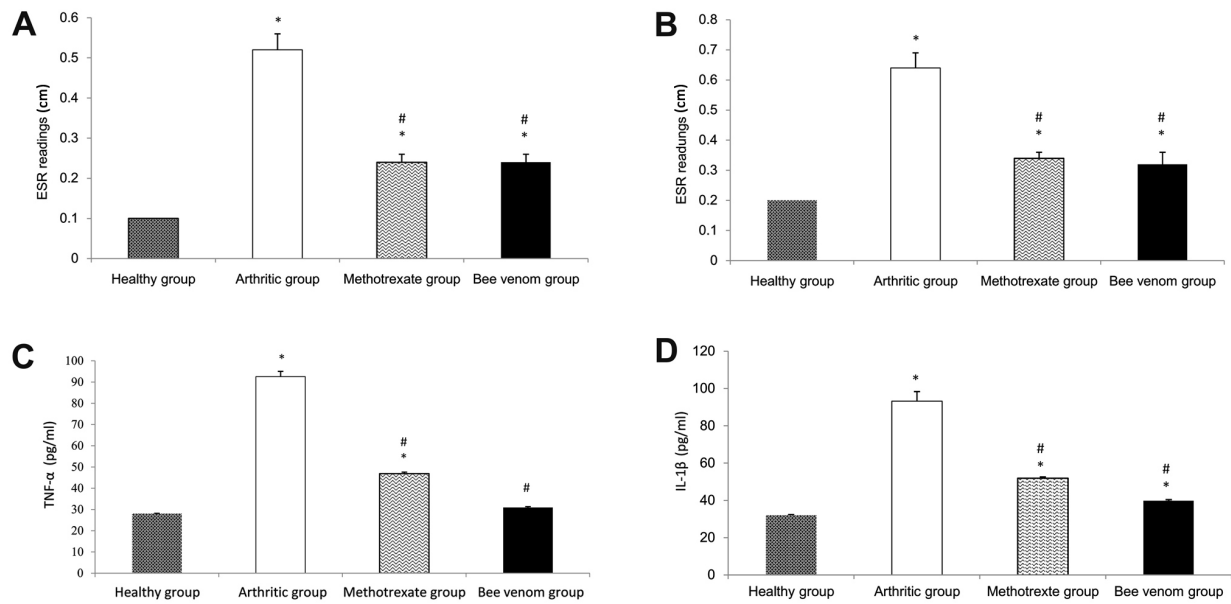 A
ESR readings (cm)
0.6
0.5
0.4
0.3
0.2
0.1
0
*
#
*
#
*
Healthy group
Arthritic group
Methotrexate group
Bee venom group
B
ESR readungs (cm)
0.8
0.7
0.6
0.5
0.4
0.3
0.2
0.1
0
*
#
*
#
*
Healthy group
Arthritic group
Methotrexate group
Bee venom group
C
TNF-α (pg/ml)
100
90
80
70
60
50
40
30
20
10
0
*
#
*
#
Healthy group
Arthritic group
Methotrexate group
Bee venom group
D
IL-1β (pg/ml)
120
100
80
60
40
20
0
*
#
*
#
*
Healthy group
Arthritic group
Methotrexte group
Bee venom group